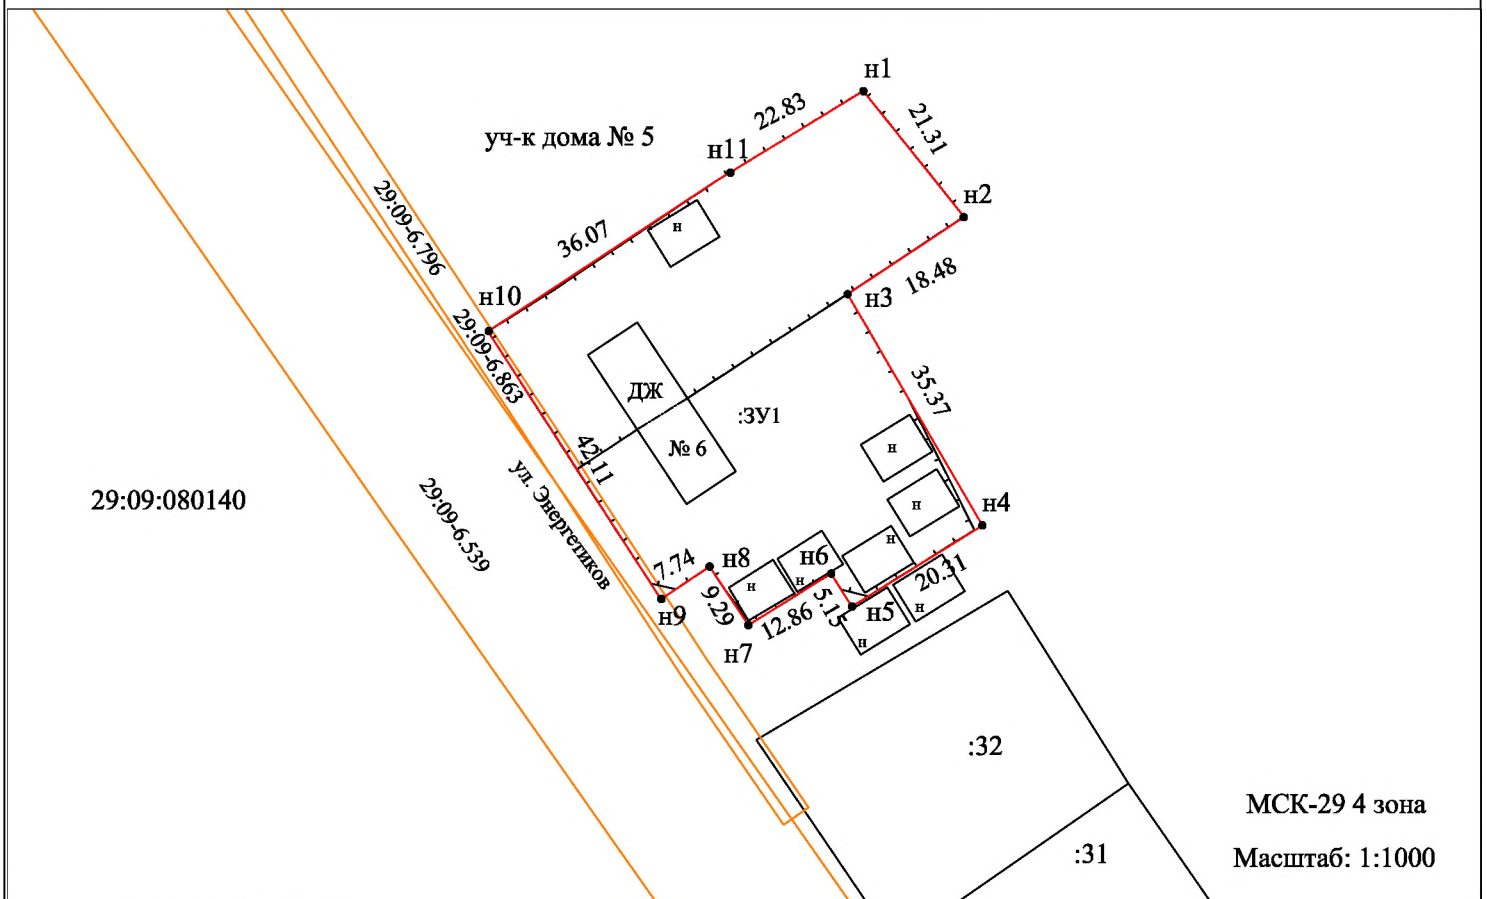 н1
22.83
21.31
уч-к дома № 5
н11
29:09-6.796
н2
н
36.07
18.48
н10
н3
29:09-6.863
35.37
ДЖ
:ЗУ1
№ 6
н
42.11
ул. Энергетиков
29:09:080140
29:09-6.539
н
н4
н
н6
7.74
н8
20.31
н
н
9.29
5.15
н
н9
12.86
н5
н
н7
:32
МСК-29 4 зона
:31
Масштаб: 1:1000